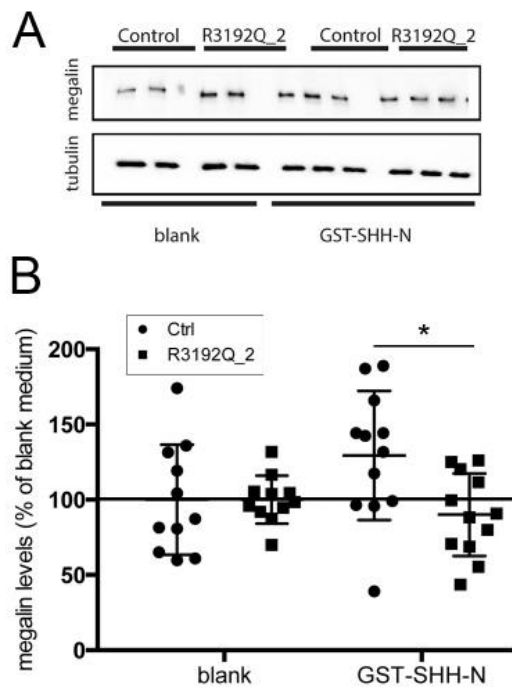 A
Control R3192Q_2 Control R3192Q_2
megalin
tubulin
blank GST-SHH-N
B
Ctrl
R3192Q_2
*
megalin levels (% of blank medium)
200
150
100
50
0
blank GST-SHH-N